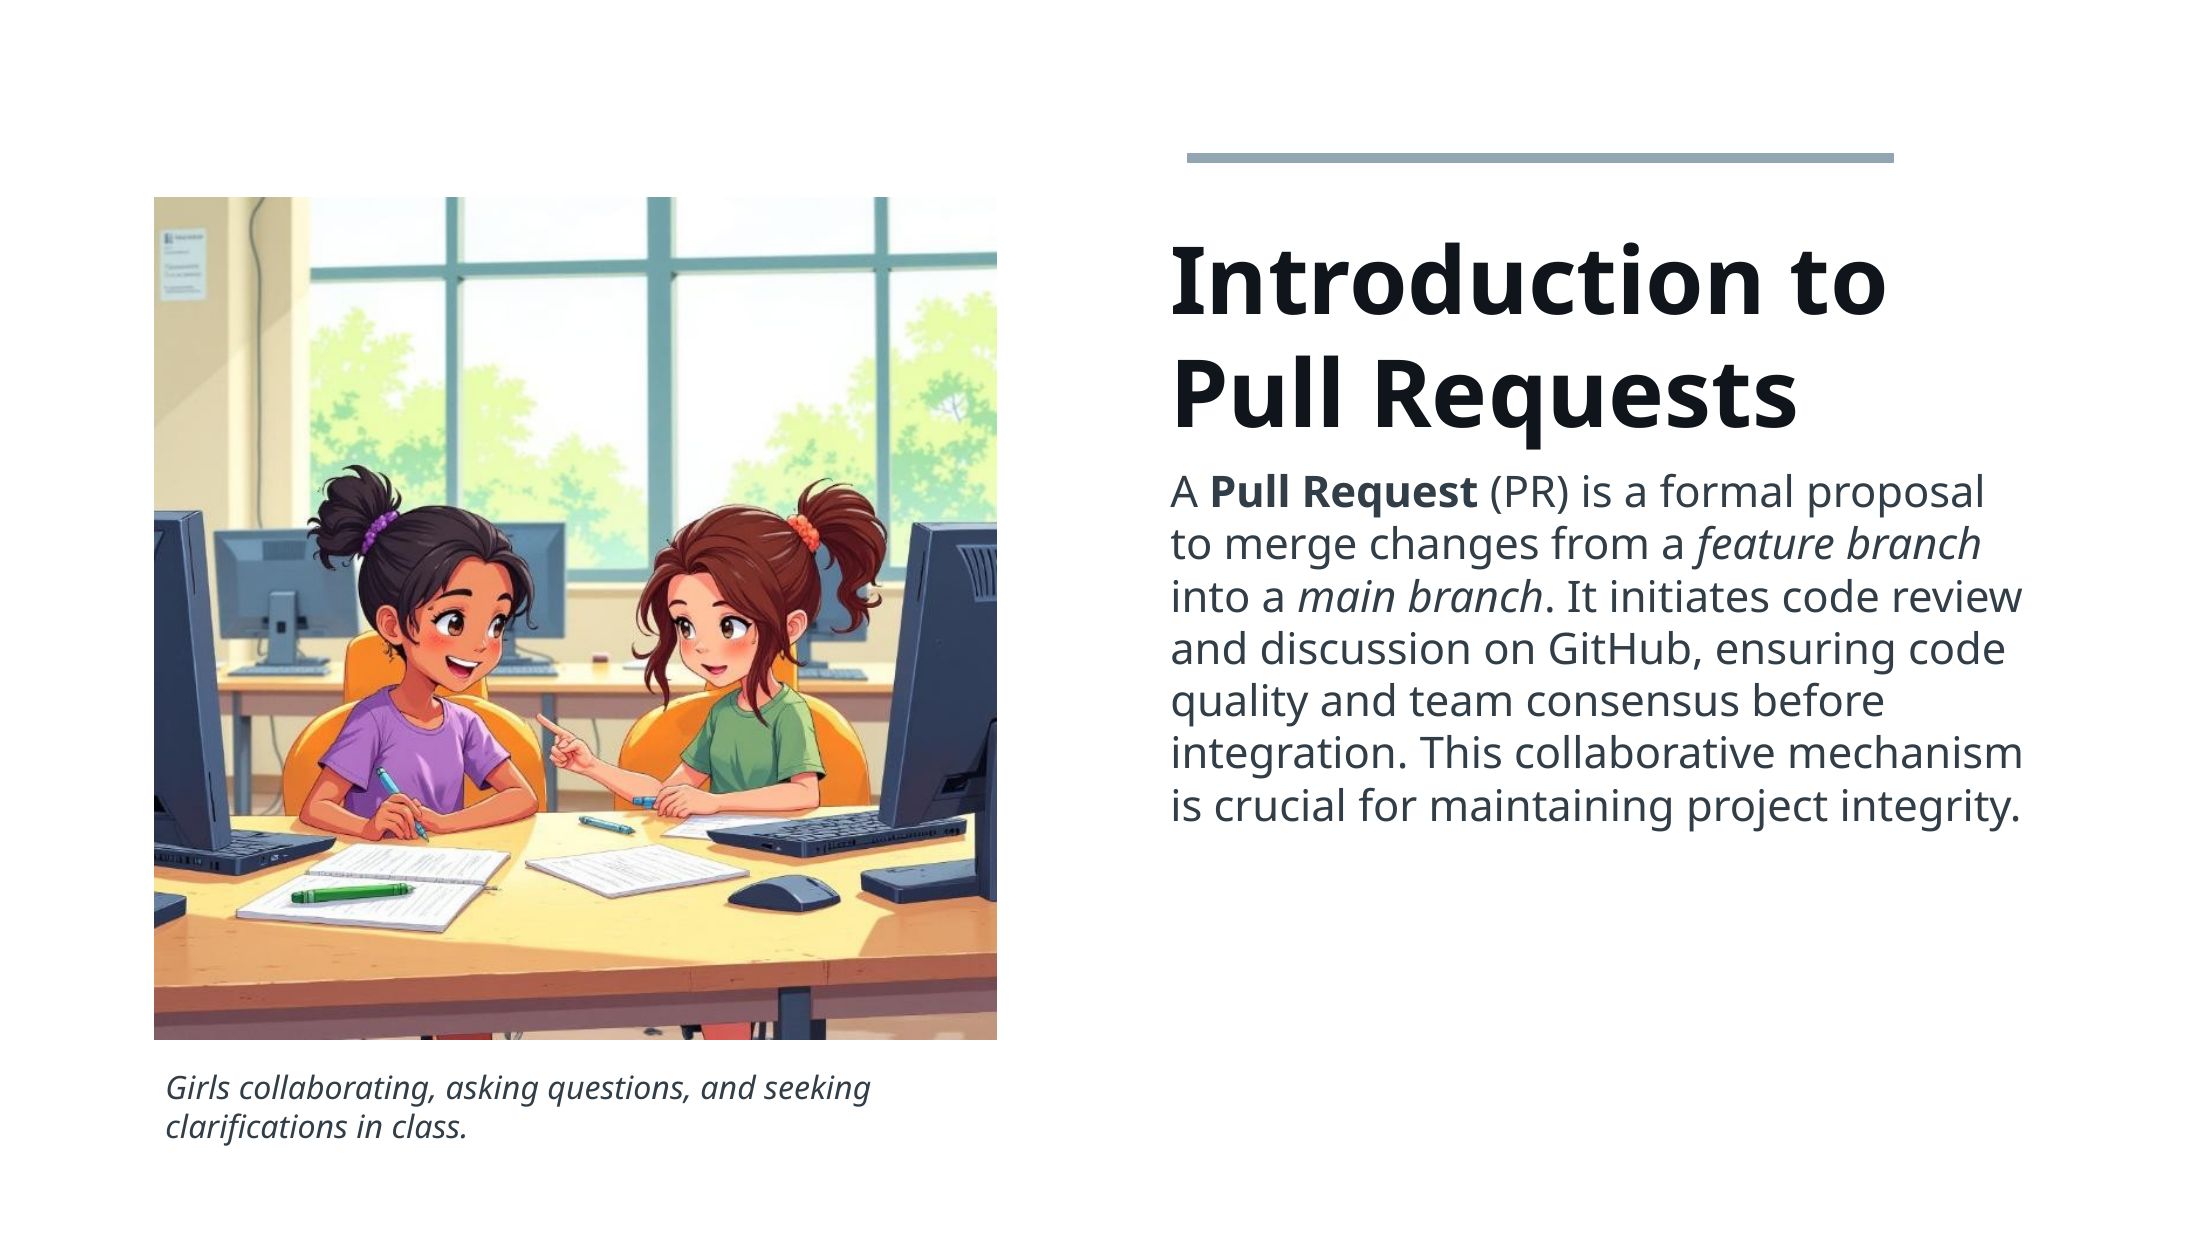 Introduction to
Pull Requests
A Pull Request (PR) is a formal proposal
to merge changes from a feature branch
into a main branch. It initiates code review
and discussion on GitHub, ensuring code
quality and team consensus before
integration. This collaborative mechanism
is crucial for maintaining project integrity.
Girls collaborating, asking questions, and seeking
clarifications in class.